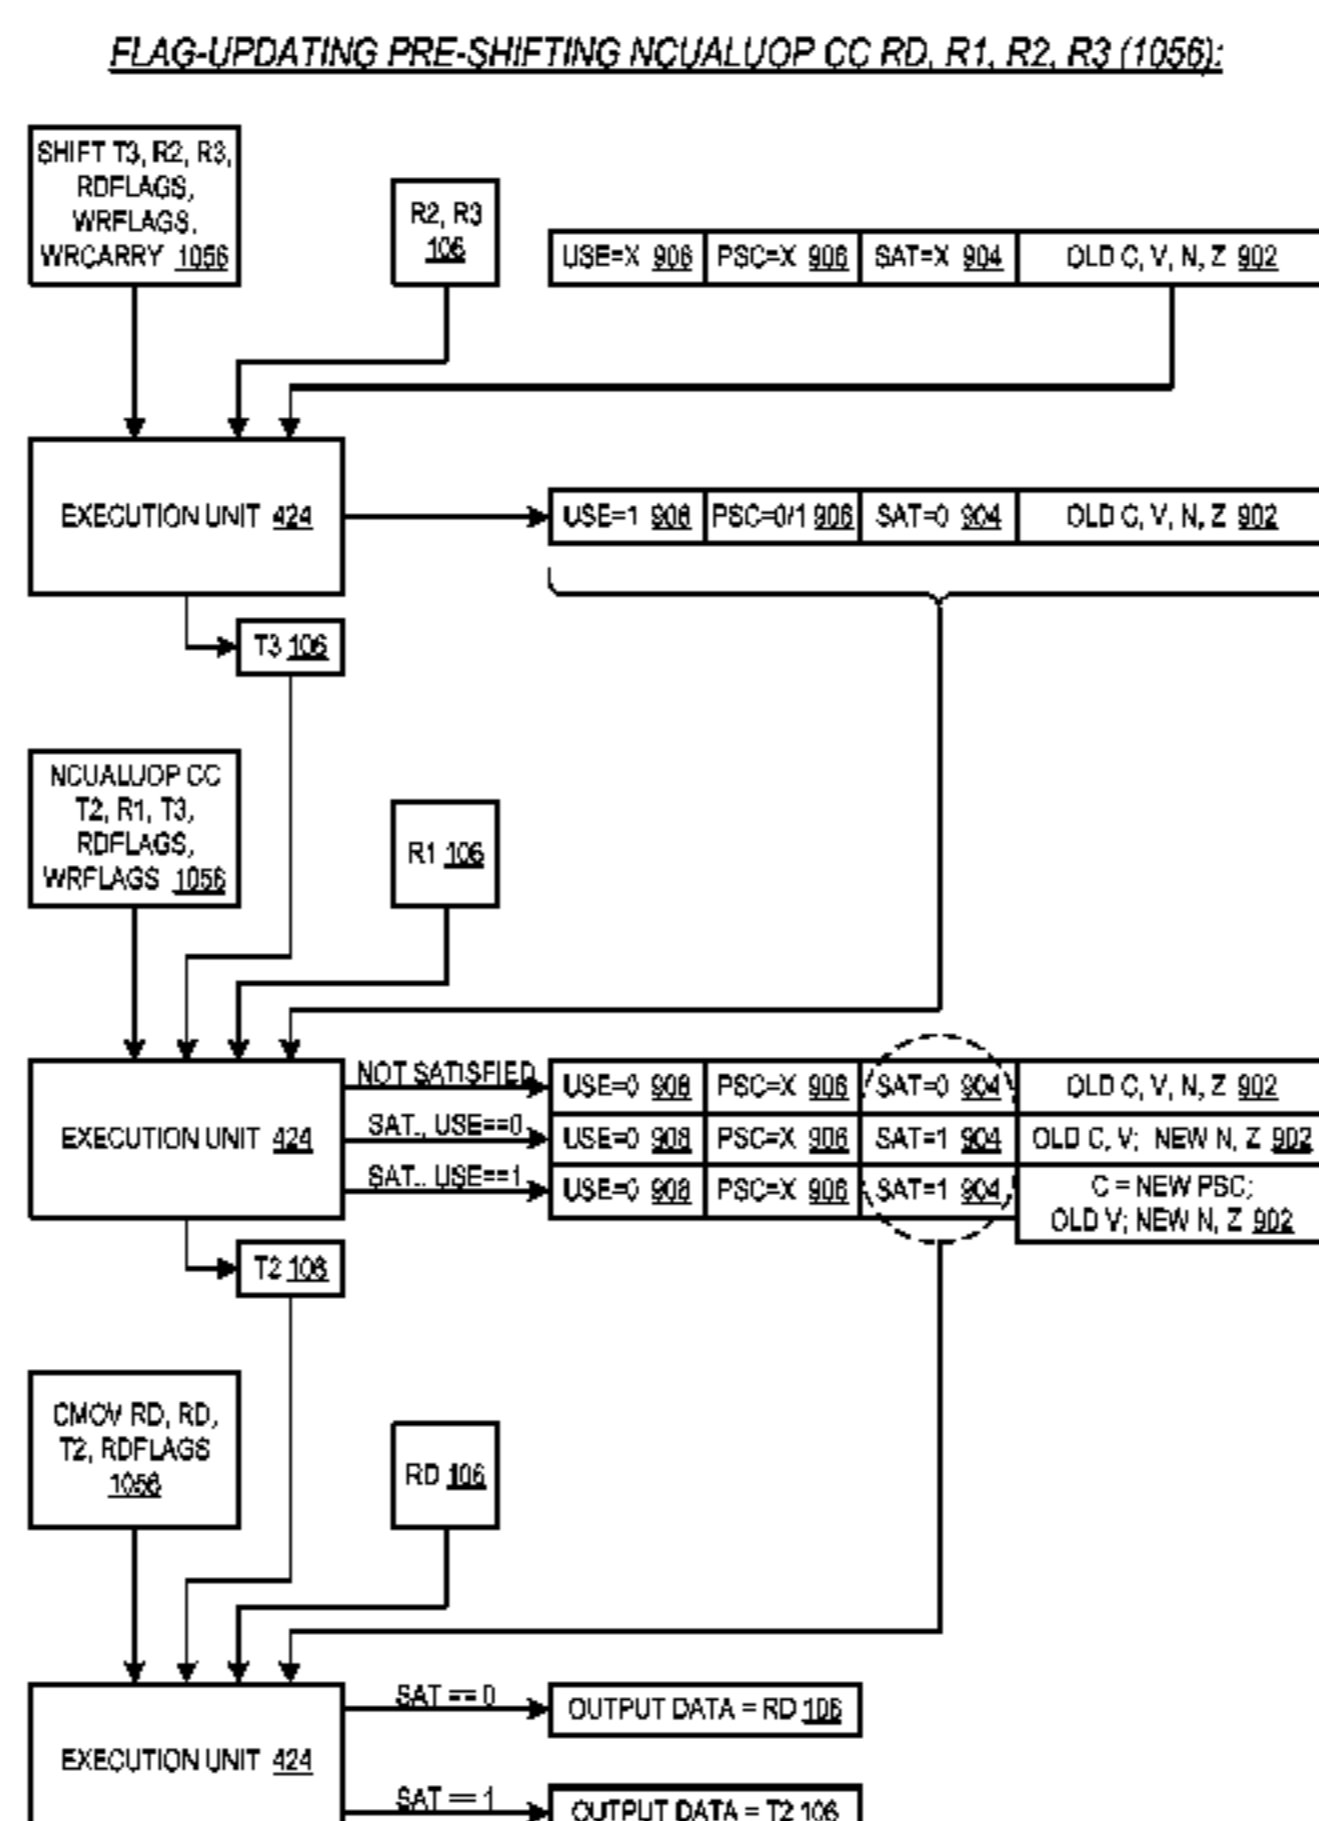 FLAG-UPDATING PRE-SHIFTING NCUALUOP CC RD, R1, R2, R3 (1056):
SHIFT T3, R2, R3,
RDFLAGS,
WRFLAGS,
WRCARRY 1056
R2, R3
106
USE=X 908 PSC=X 906 SAT=X 904 OLD C, V, N, Z 902
EXECUTION UNIT 424
USE=1 908 PSC=0/1 906 SAT=0 904 OLD C, V, N, Z 902
T3 106
NCUALUOP CC
T2, R1, T3,
RDFLAGS,
WRFLAGS 1056
R1 106
EXECUTION UNIT 424
NOT SATISFIED
USE=0 908 PSC=X 906 SAT=0 904 OLD C, V, N, Z 902
SAT., USE==0
USE=0 908 PSC=X 906 SAT=1 904 OLD C, V; NEW N, Z 902
SAT.. USE==1
USE=0 908 PSC=X 906 SAT=1 904
C = NEW PSC;
OLD V; NEW N, Z 902
T2 106
CMOV RD, RD,
T2, RDFLAGS
1056
RD 106
EXECUTION UNIT 424
SAT == 0
OUTPUT DATA = RD 106
SAT == 1
OUTPUT DATA = T2 106